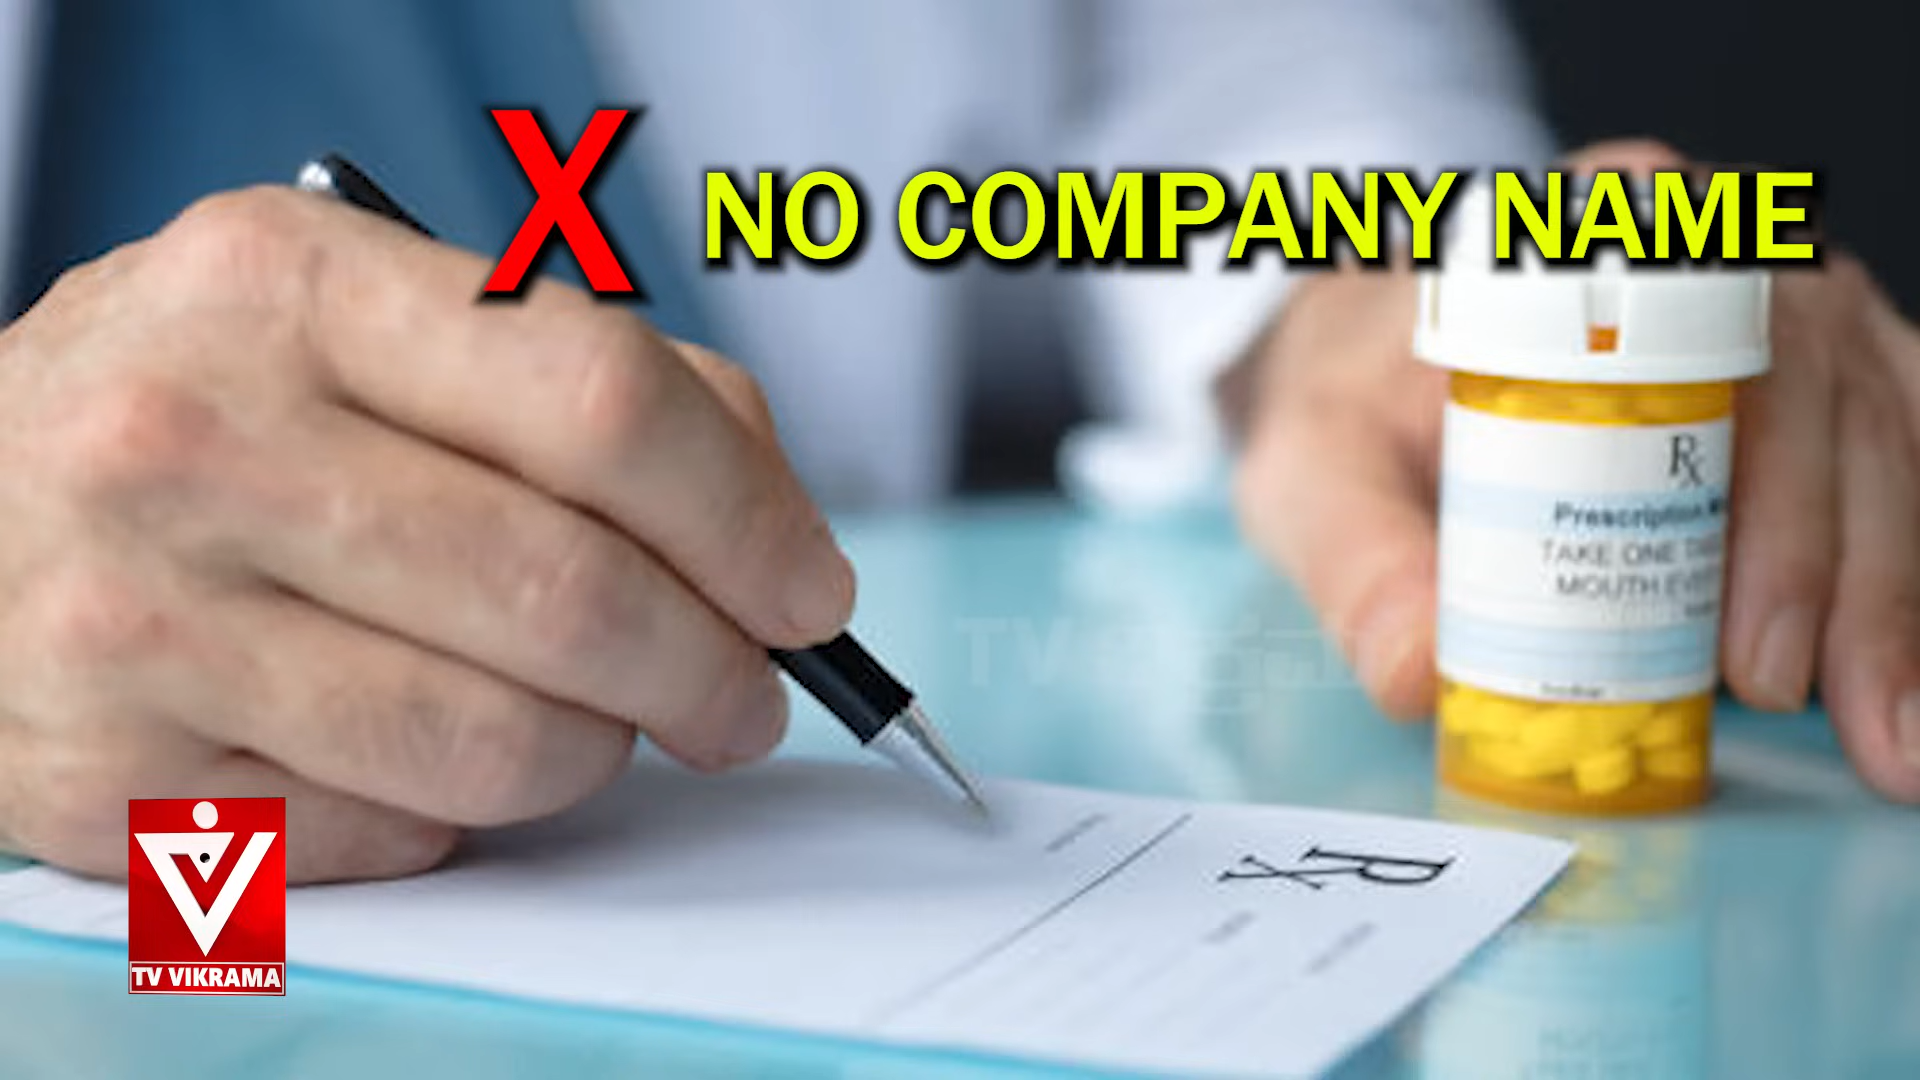 X NO COMPANY NAME
Rx
Prescription
TAKE ONE
MOUTH
Rx
TV VIKRAMA